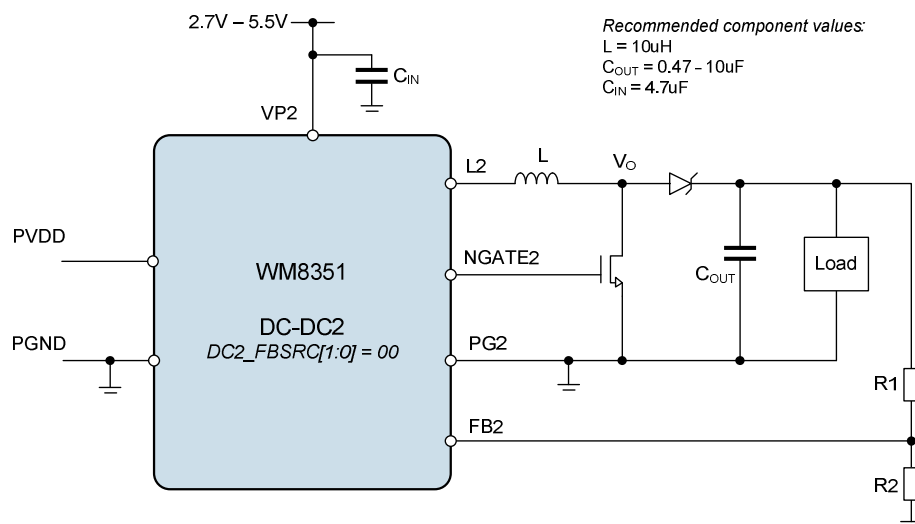 2.7V – 5.5V
Recommended component values:
L = 10uH
COUT = 0.47 – 10uF
CIN = 4.7uF
CIN
VP2
L2
L
VO
PVDD
WM8351
NGATE2
COUT
Load
DC-DC2
DC2_FBSRC[1:0] = 00
PGND
PG2
R1
FB2
R2